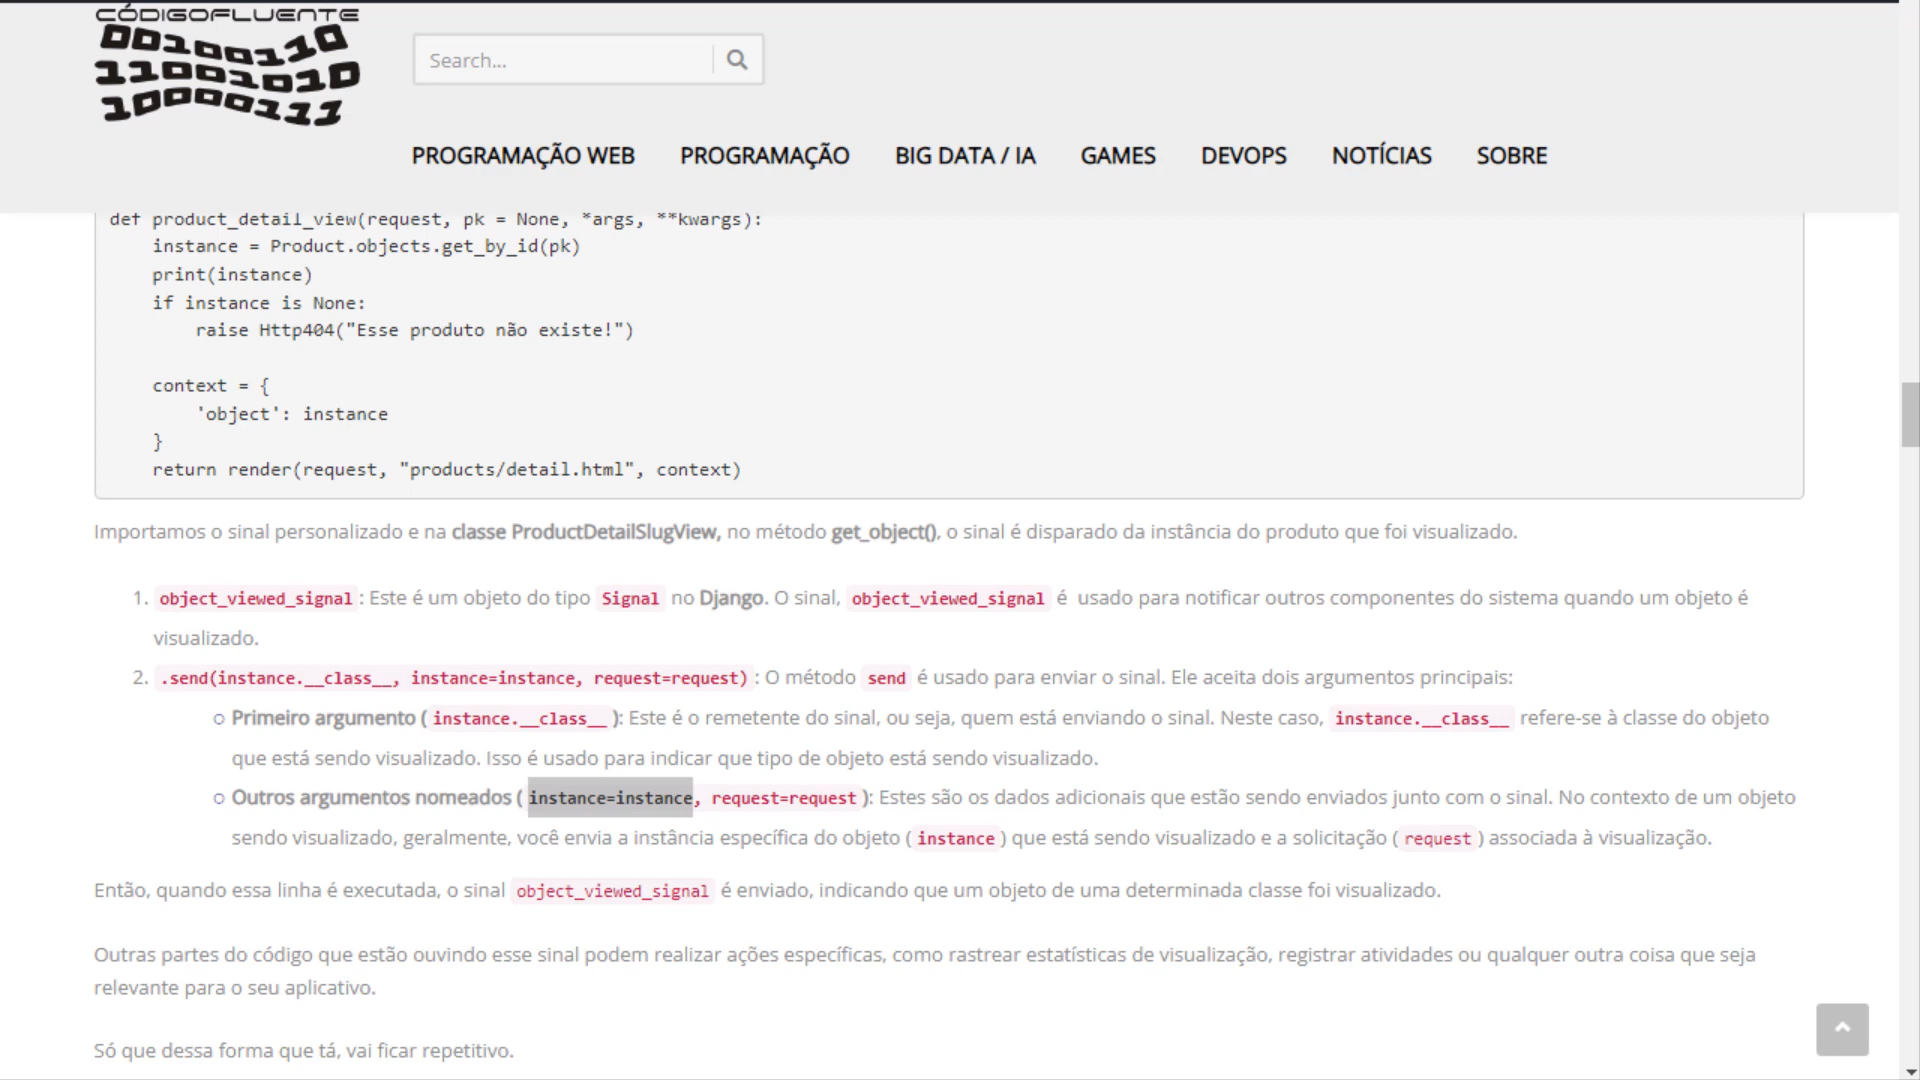 CÓDIGOFLUENTE
00100110
11001010
10000111
Search...
PROGRAMAÇÃO WEB PROGRAMAÇÃO BIG DATA / IA GAMES DEVOPS NOTÍCIAS SOBRE
def product_detail_view(request, pk = None, *args, **kwargs):
    instance = Product.objects.get_by_id(pk)
    print(instance)
    if instance is None:
        raise Http404("Esse produto não existe!")
    context = {
        'object': instance
    }
    return render(request, "products/detail.html", context)
Importamos o sinal personalizado e na classe ProductDetailSlugView, no método get_object(), o sinal é disparado da instância do produto que foi visualizado.
1. object_viewed_signal: Este é um objeto do tipo Signal no Django. O sinal, object_viewed_signal é usado para notificar outros componentes do sistema quando um objeto é
visualizado.
2. .send(instance.__class__, instance=instance, request=request): O método send é usado para enviar o sinal. Ele aceita dois argumentos principais:
○ Primeiro argumento (instance.__class__): Este é o remetente do sinal, ou seja, quem está enviando o sinal. Neste caso, instance.__class__ refere-se à classe do objeto
que está sendo visualizado. Isso é usado para indicar que tipo de objeto está sendo visualizado.
○ Outros argumentos nomeados (instance=instance, request=request): Estes são os dados adicionais que estão sendo enviados junto com o sinal. No contexto de um objeto
sendo visualizado, geralmente, você envia a instância específica do objeto (instance) que está sendo visualizado e a solicitação (request) associada à visualização.
Então, quando essa linha é executada, o sinal object_viewed_signal é enviado, indicando que um objeto de uma determinada classe foi visualizado.
Outras partes do código que estão ouvindo esse sinal podem realizar ações específicas, como rastrear estatísticas de visualização, registrar atividades ou qualquer outra coisa que seja
relevante para o seu aplicativo.
Só que dessa forma que tá, vai ficar repetitivo.